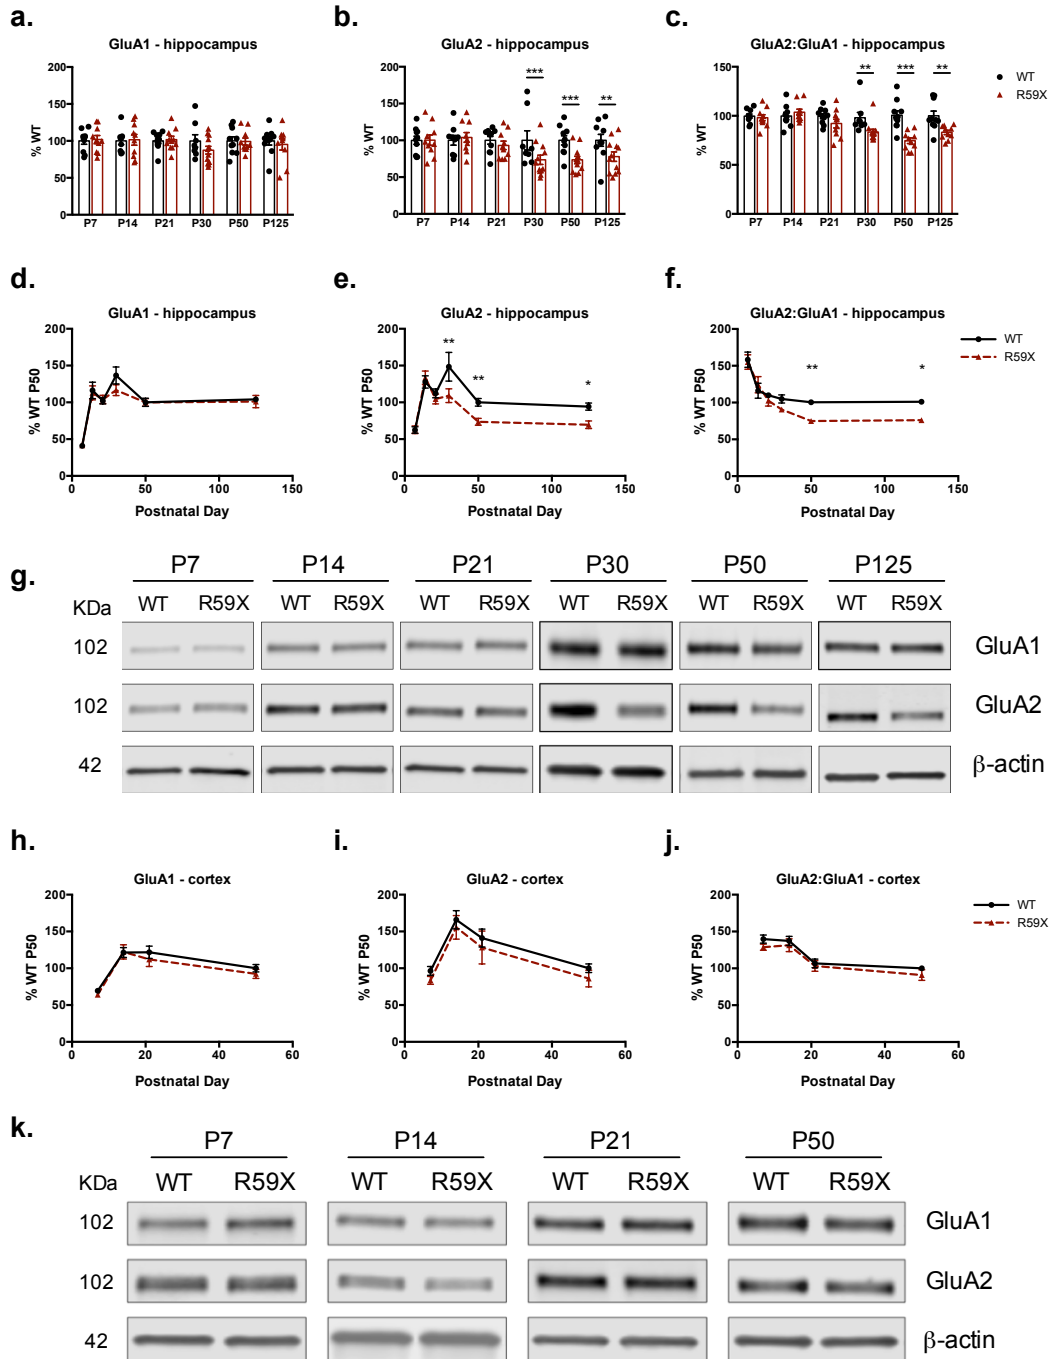 a.
GluA1 - hippocampus
% WT
200
150
100
50
0
P7 P14 P21 P30 P50 P125
b.
GluA2 - hippocampus
% WT
200
150
100
50
0
*** *** **
P7 P14 P21 P30 P50 P125
c.
GluA2:GluA1 - hippocampus
% WT
150
100
50
0
** *** **
P7 P14 P21 P30 P50 P125
WT
R59X
d.
GluA1 - hippocampus
% WT P50
200
150
100
50
0
0 50 100 150
Postnatal Day
e.
GluA2 - hippocampus
% WT P50
200
150
100
50
0
** ** *
0 50 100 150
Postnatal Day
f.
GluA2:GluA1 - hippocampus
% WT P50
200
150
100
50
0
** *
0 50 100 150
Postnatal Day
WT
R59X
g.
P7 P14 P21 P30 P50 P125
KDa WT R59X WT R59X WT R59X WT R59X WT R59X WT R59X
102 GluA1
102 GluA2
42 β-actin
h.
GluA1 - cortex
% WT P50
200
150
100
50
0
0 20 40 60
Postnatal Day
i.
GluA2 - cortex
% WT P50
200
150
100
50
0
0 20 40 60
Postnatal Day
j.
GluA2:GluA1 - cortex
% WT P50
200
150
100
50
0
0 20 40 60
Postnatal Day
WT
R59X
k.
P7 P14 P21 P50
KDa WT R59X WT R59X WT R59X WT R59X
102 GluA1
102 GluA2
42 β-actin